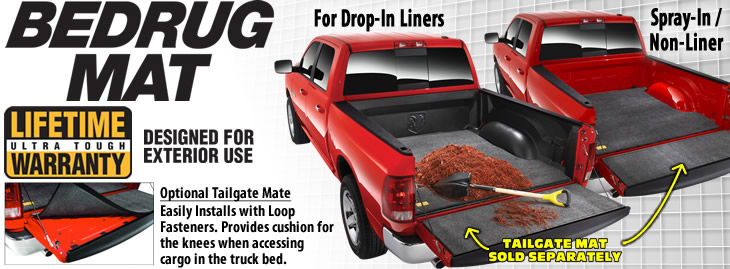 BEDRUG
MAT
LIFETIME
ULTRA TOUGH
WARRANTY
DESIGNED FOR
EXTERIOR USE
Optional Tailgate Mate
Easily Installs with Loop
Fasteners. Provides cushion for
the knees when accessing
cargo in the truck bed.
For Drop-In Liners
Spray-In /
Non-Liner
TAILGATE MAT
SOLD SEPARATELY